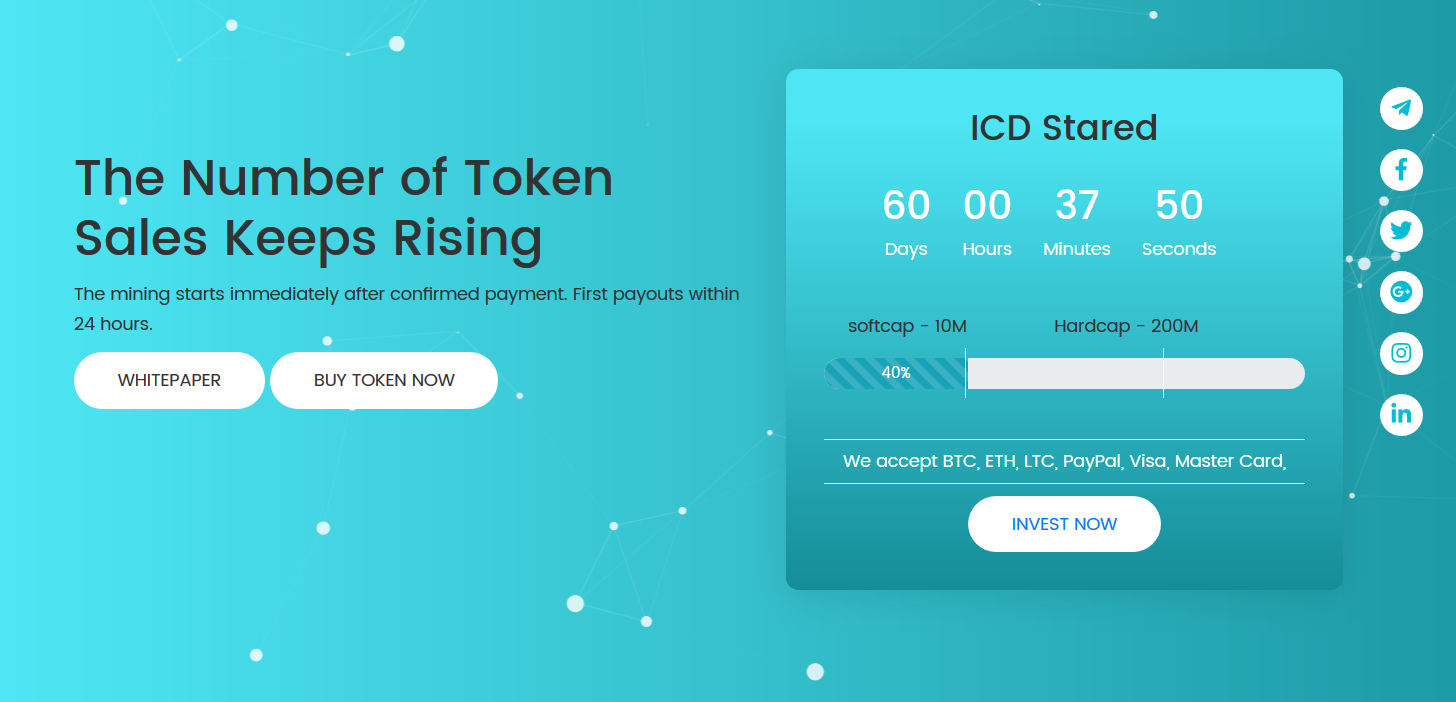 The Number of Token
Sales Keeps Rising
The mining starts immediately after confirmed payment. First payouts within
24 hours.
WHITEPAPER
BUY TOKEN NOW
ICD Stared
60 00 37 50
Days Hours Minutes Seconds
softcap - 10M Hardcap - 200M
40%
We accept BTC, ETH, LTC, PayPal, Visa, Master Card,
INVEST NOW